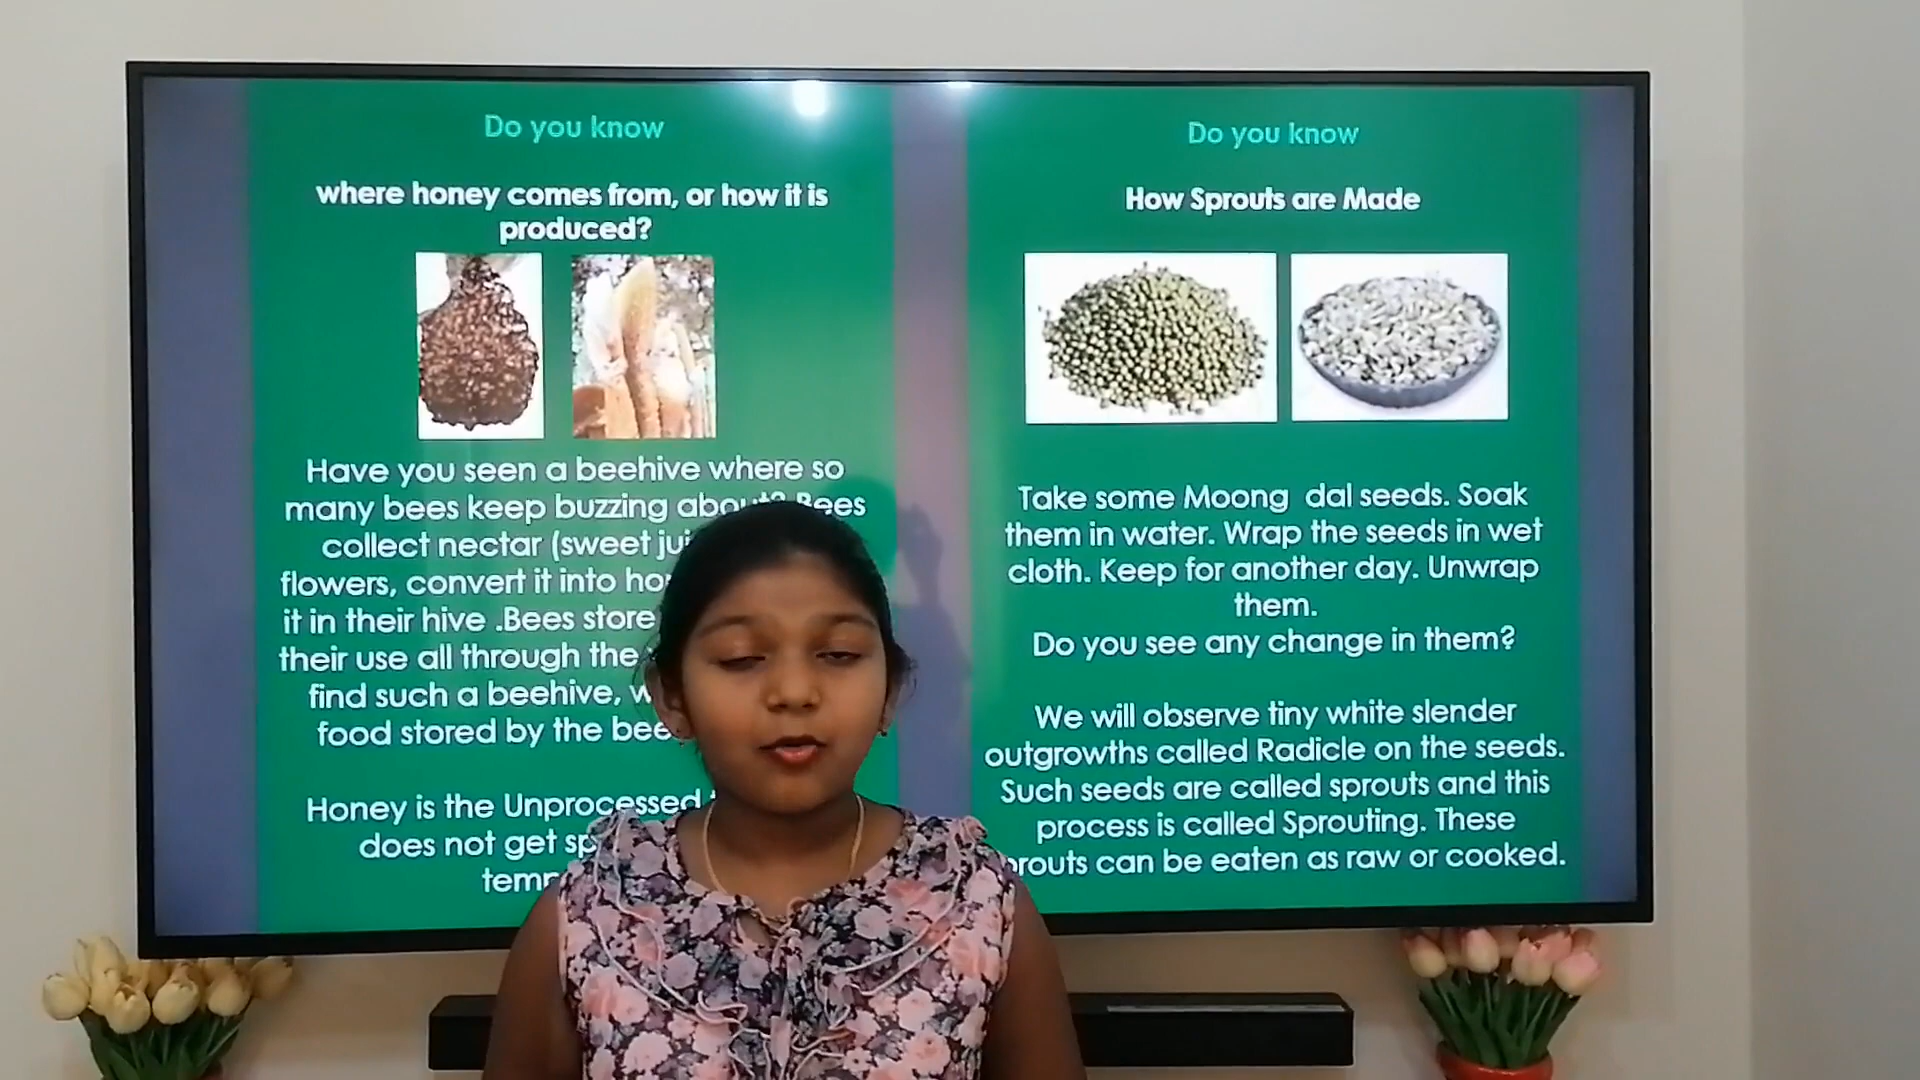 Do you know
where honey comes from, or how it is
produced?
Have you seen a beehive where so
many bees keep buzzing about? Bees
collect nectar (sweet
flowers, convert it into
it in their hive .Bees store
their use all through the
find such a beehive,
food stored by the
Honey is the Unprocessed
does not get
Do you know
How Sprouts are Made
Take some Moong dal seeds. Soak
them in water. Wrap the seeds in wet
cloth. Keep for another day. Unwrap
them.
Do you see any change in them?
We will observe tiny white slender
outgrowths called Radicle on the seeds.
Such seeds are called sprouts and this
process is called Sprouting. These
sprouts can be eaten as raw or cooked.